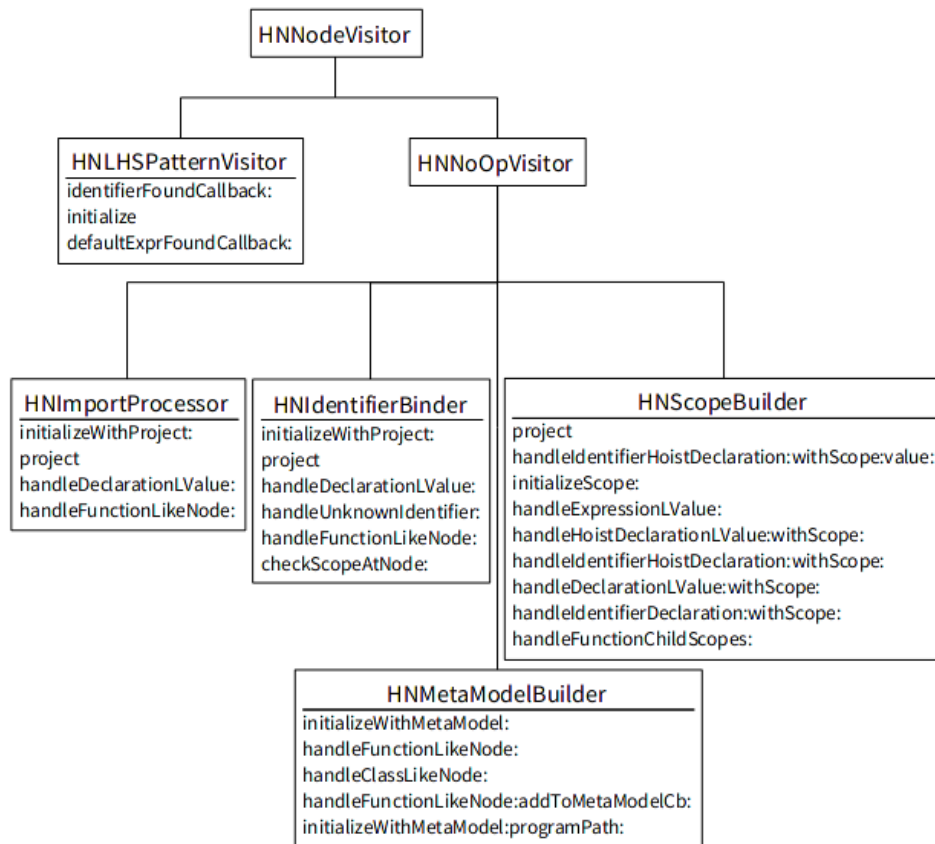 HNNodeVisitor
HNLHSPatternVisitor
identifierFoundCallback:
initialize
defaultExprFoundCallback:
HNNoOpVisitor
HNImportProcessor
initializeWithProject:
project
handleDeclarationLValue:
handleFunctionLikeNode:
HNIdentifierBinder
initializeWithProject:
project
handleDeclarationLValue:
handleUnknownIdentifier:
handleFunctionLikeNode:
checkScopeAtNode:
HNScopeBuilder
project
handleIdentifierHoistDeclaration:withScope:value:
initializeScope:
handleExpressionLValue:
handleHoistDeclarationLValue:withScope:
handleIdentifierHoistDeclaration:withScope:
handleDeclarationLValue:withScope:
handleIdentifierDeclaration:withScope:
handleFunctionChildScopes:
HNMetaModelBuilder
initializeWithMetaModel:
handleFunctionLikeNode:
handleClassLikeNode:
handleFunctionLikeNode:addToMetaModelCb:
initializeWithMetaModel:programPath: